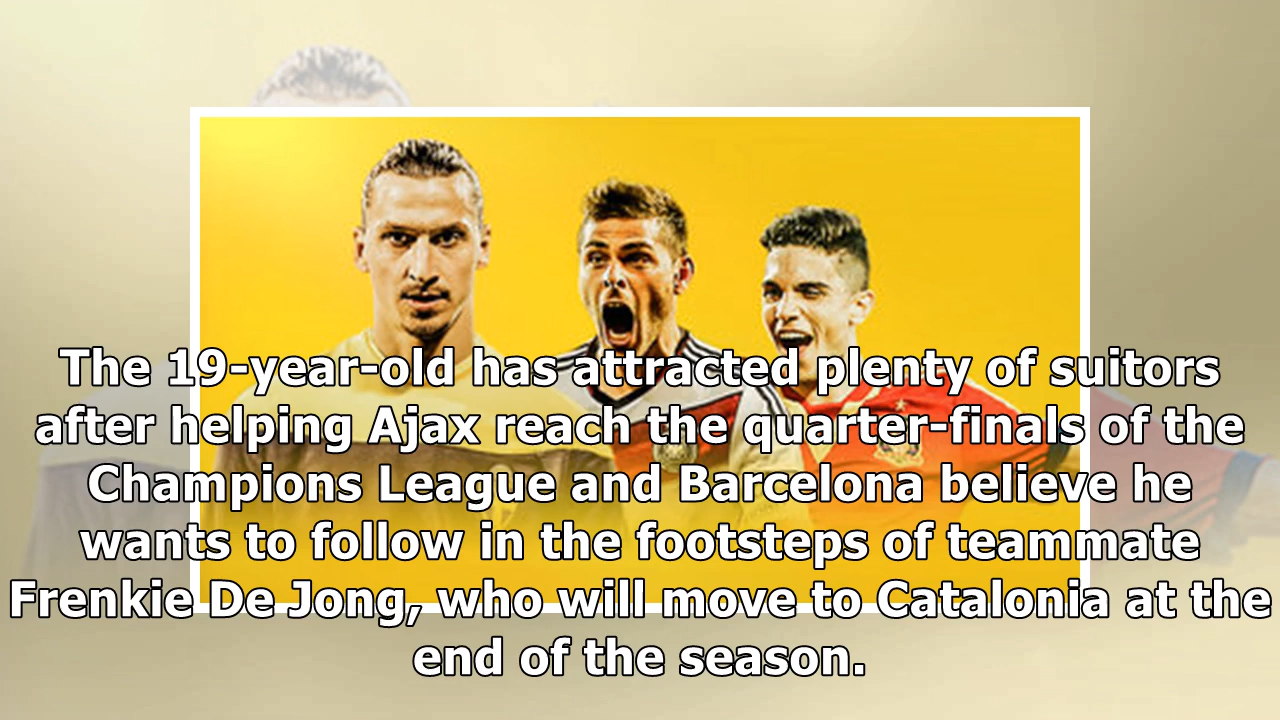 The 19-year-old has attracted plenty of suitors
after helping Ajax reach the quarter-finals of the
Champions League and Barcelona believe he
wants to follow in the footsteps of teammate
Frenkie De Jong, who will move to Catalonia at the
end of the season.